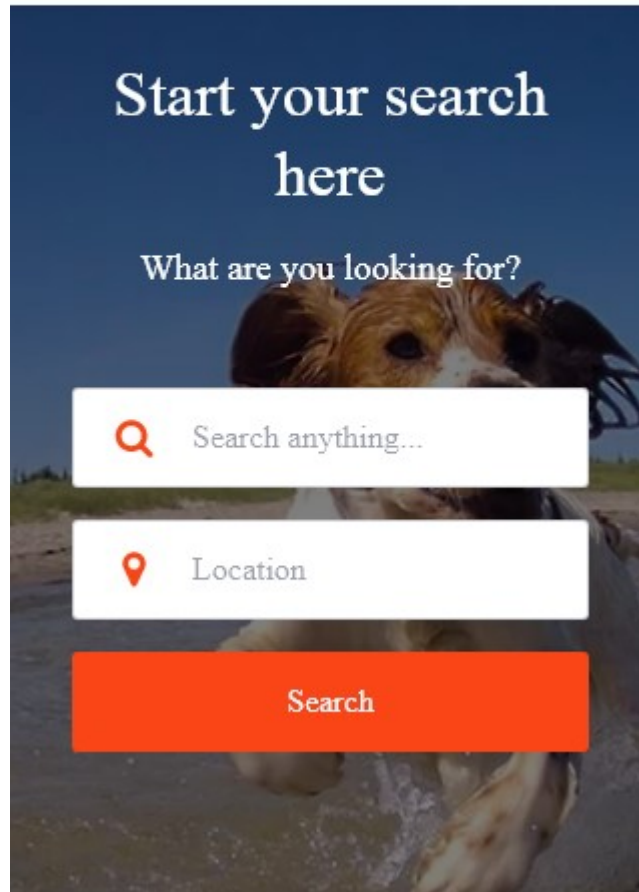 Start your search
here
What are you looking for?
Search anything...
Location
Search